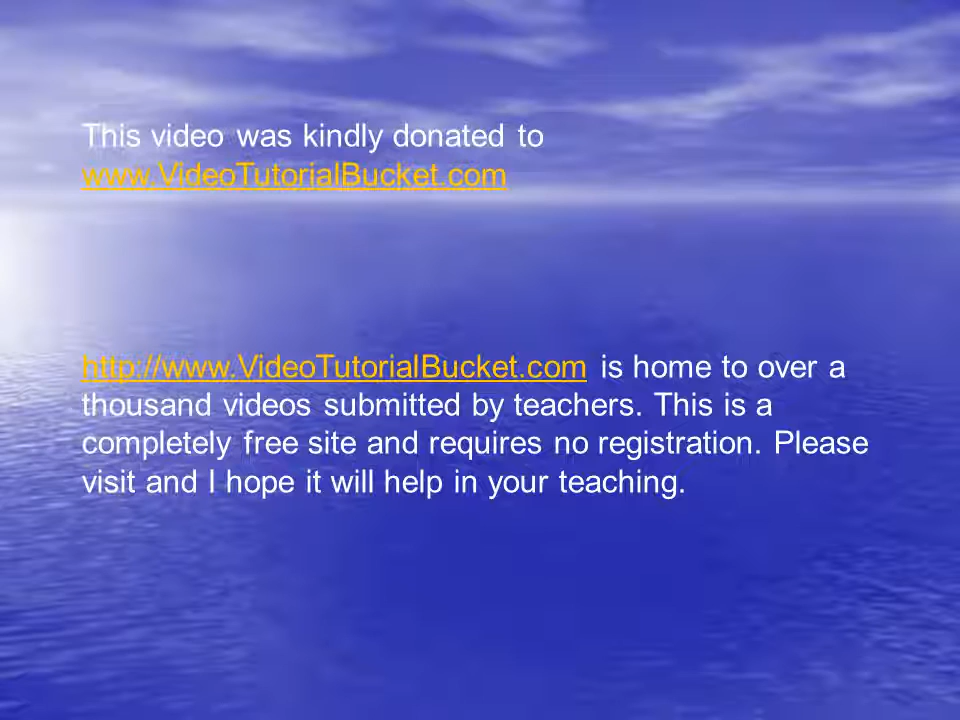 This video was kindly donated to
www.VideoTutorialBucket.com
http://www.VideoTutorialBucket.com is home to over a
thousand videos submitted by teachers. This is a
completely free site and requires no registration. Please
visit and I hope it will help in your teaching.